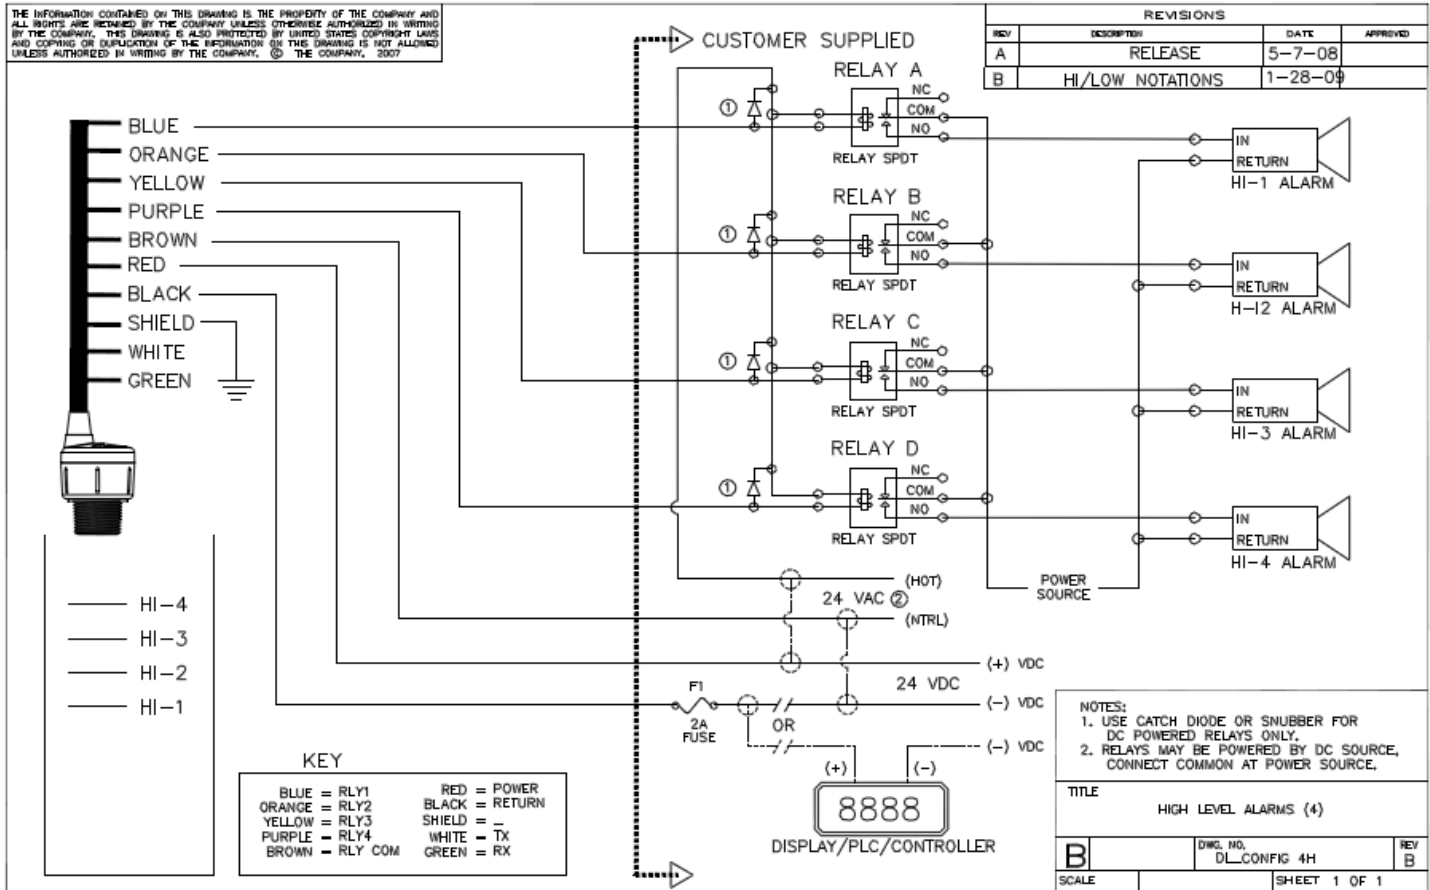 THE INFORMATION CONTAINED ON THIS DRAWING IS THE PROPERTY OF THE COMPANY AND
ALL RIGHTS ARE RETAINED BY THE COMPANY UNLESS OTHERWISE AUTHORIZED IN WRITING
BY THE COMPANY. THIS DRAWING IS ALSO PROTECTED BY UNITED STATES COPYRIGHT LAWS
AND COPYING OR DUPLICATION OF THE INFORMATION ON THIS DRAWING IS NOT ALLOWED
UNLESS AUTHORIZED IN WRITING BY THE COMPANY. © THE COMPANY. 2007
REVISIONS
REV DESCRIPTION DATE APPROVED
A RELEASE 5-7-08
B HI/LOW NOTATIONS 1-28-09
CUSTOMER SUPPLIED
BLUE
ORANGE
YELLOW
PURPLE
BROWN
RED
BLACK
SHIELD
WHITE
GREEN
RELAY A
1
NC
COM
NO
RELAY SPDT
IN
RETURN
HI-1 ALARM
RELAY B
1
NC
COM
NO
RELAY SPDT
IN
RETURN
H-I2 ALARM
RELAY C
1
NC
COM
NO
RELAY SPDT
IN
RETURN
HI-3 ALARM
RELAY D
1
NC
COM
NO
RELAY SPDT
IN
RETURN
HI-4 ALARM
POWER
SOURCE
(HOT)
24 VAC 2
(NTRL)
(+) VDC
24 VDC
(-) VDC
F1
2A
FUSE
OR
(-) VDC
(+) (-)
8888
DISPLAY/PLC/CONTROLLER
HI-4
HI-3
HI-2
HI-1
KEY
BLUE = RLY1 RED = POWER
ORANGE = RLY2 BLACK = RETURN
YELLOW = RLY3 SHIELD = _
PURPLE - RLY4 WHITE - TX
BROWN - RLY COM GREEN = RX
NOTES:
1. USE CATCH DIODE OR SNUBBER FOR
DC POWERED RELAYS ONLY.
2. RELAYS MAY BE POWERED BY DC SOURCE,
CONNECT COMMON AT POWER SOURCE.
TITLE
HIGH LEVEL ALARMS (4)
B
DWG. NO.
DL_CONFIG 4H
REV
B
SCALE
SHEET 1 OF 1